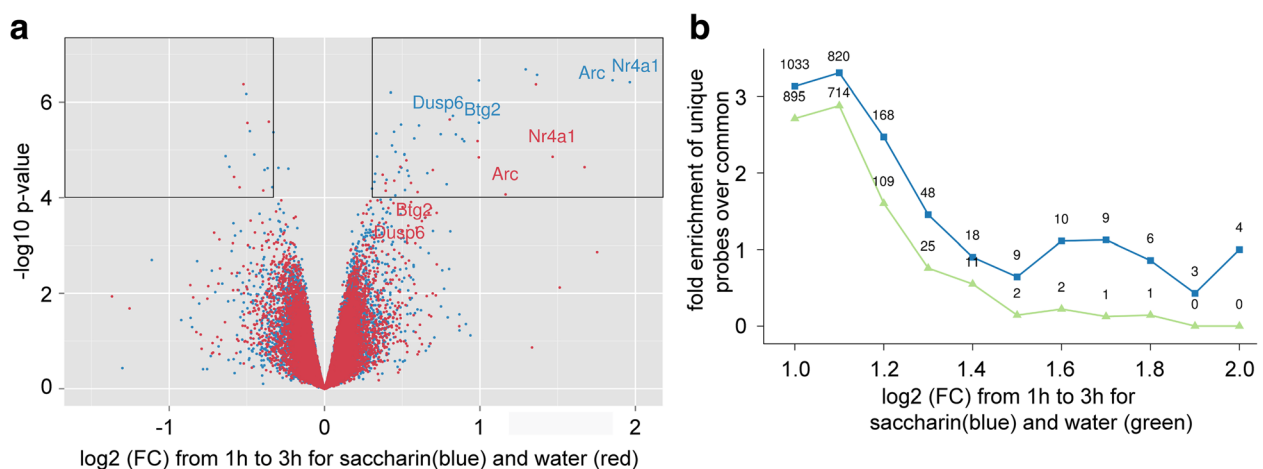 a
-log10 p-value
6
4
2
0
-1
0
1
2
Arc Nr4a1
Dusp6 Btg2
Nr4a1
Arc
Btg2
Dusp6
log2 (FC) from 1h to 3h for saccharin(blue) and water (red)
b
fold enrichment of unique
probes over common
3
2
1
0
1033
820
895
714
168
109
48
25
18
11
9
2
10
2
9
1
6
1
3
0
4
0
1.0
1.2
1.4
1.6
1.8
2.0
log2 (FC) from 1h to 3h for
saccharin(blue) and water (green)